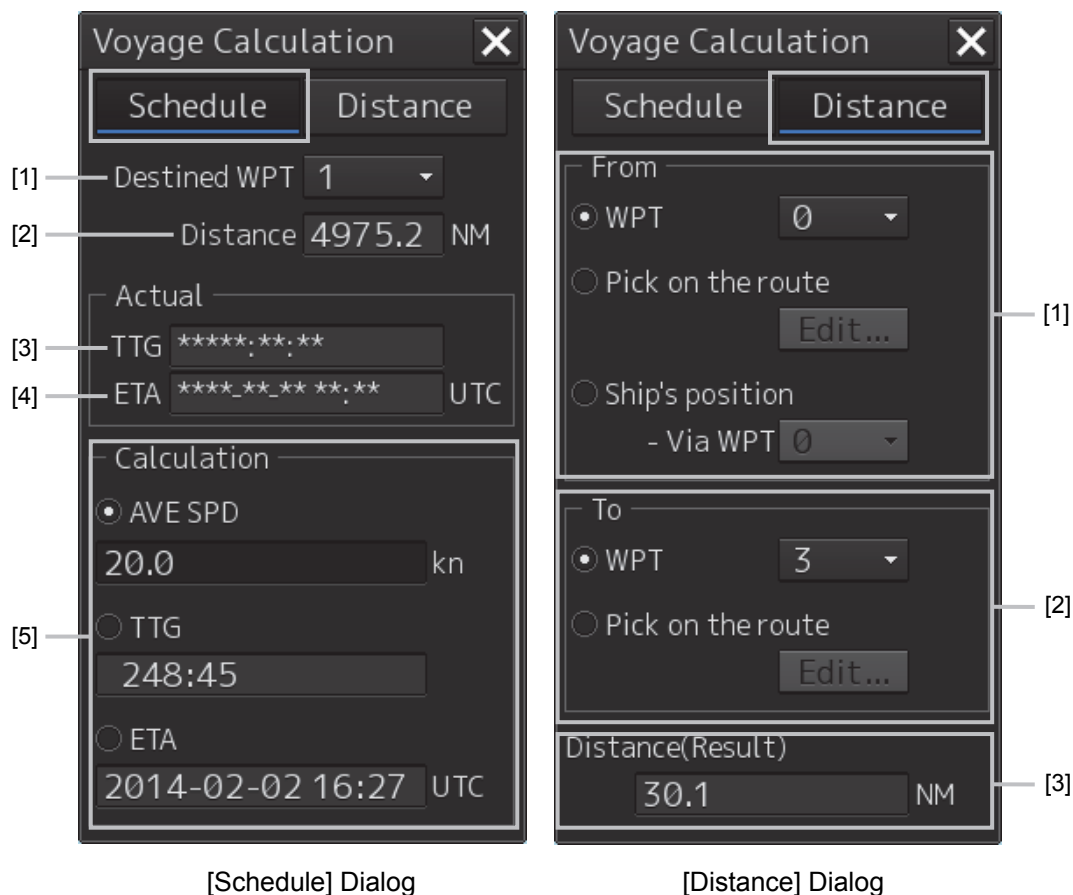 Voyage Calculation
Schedule Distance
[1] Destined WPT 1
[2] Distance 4975.2 NM
Actual
[3] TTG *****:**:**
[4] ETA ****-**-** **:** UTC
Calculation
AVE SPD
20.0 kn
[5] TTG
248:45
ETA
2014-02-02 16:27 UTC
[Schedule] Dialog
Voyage Calculation
Schedule Distance
From
WPT 0
Pick on the route
Edit... [1]
Ship's position
- Via WPT 0
To
WPT 3
[2]
Pick on the route
Edit...
Distance(Result)
30.1 NM [3]
[Distance] Dialog